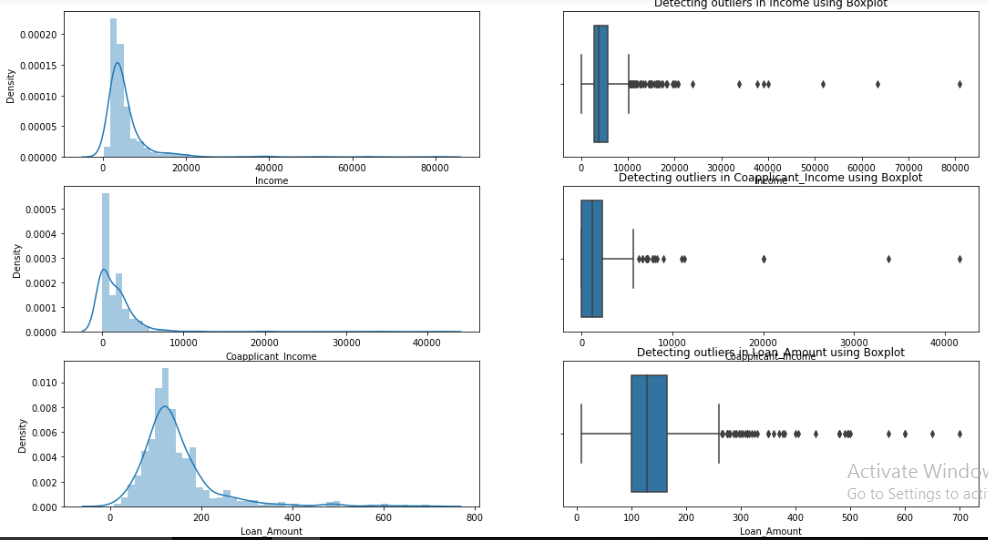 Detecting outliers in Income using Boxplot
0.00020
0.00015
0.00010
0.00005
0.00000
Density
0 20000 40000 60000 80000
Income
0 10000 20000 30000 40000 50000 60000 70000 80000
Income
Detecting outliers in Coapplicant_Income using Boxplot
0.0005
0.0004
0.0003
0.0002
0.0001
0.0000
Density
0 10000 20000 30000 40000
Coapplicant_Income
0 10000 20000 30000 40000
Coapplicant_Income
Detecting outliers in Loan_Amount using Boxplot
0.010
0.008
0.006
0.004
0.002
0.000
Density
0 200 400 600 800
Loan_Amount
0 100 200 300 400 500 600 700
Loan_Amount
Activate Window
Go to Settings to acti